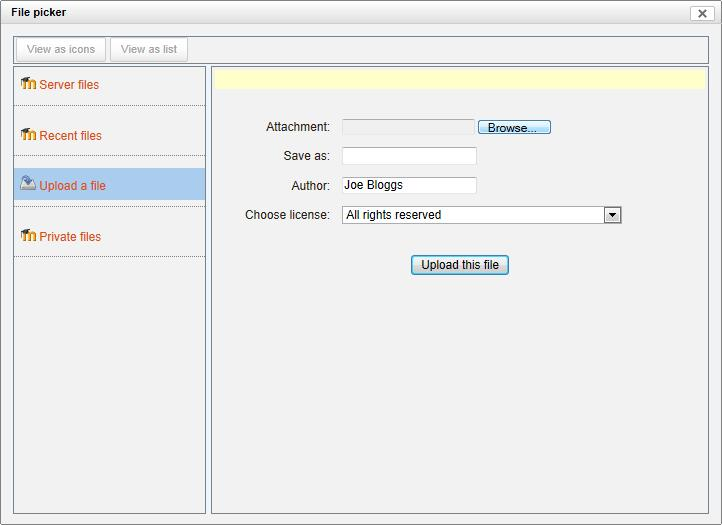 File picker
View as icons View as list
Server files
Recent files
Upload a file
Private files
Attachment: Browse...
Save as:
Author: Joe Bloggs
Choose license: All rights reserved
Upload this file